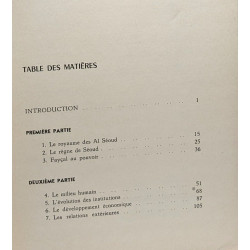 TABLE DES MATIÈRES
INTRODUCTION 1
PREMIÈRE PARTIE
1. Le royaume des Al Séoud 15
2. Le règne de Séoud 25
3. Fayçal au pouvoir 36
DEUXIÈME PARTIE
4. Le milieu humain 51
5. L'évolution des institutions 68
6. Le développement économique 87
7. Les relations extérieures 105